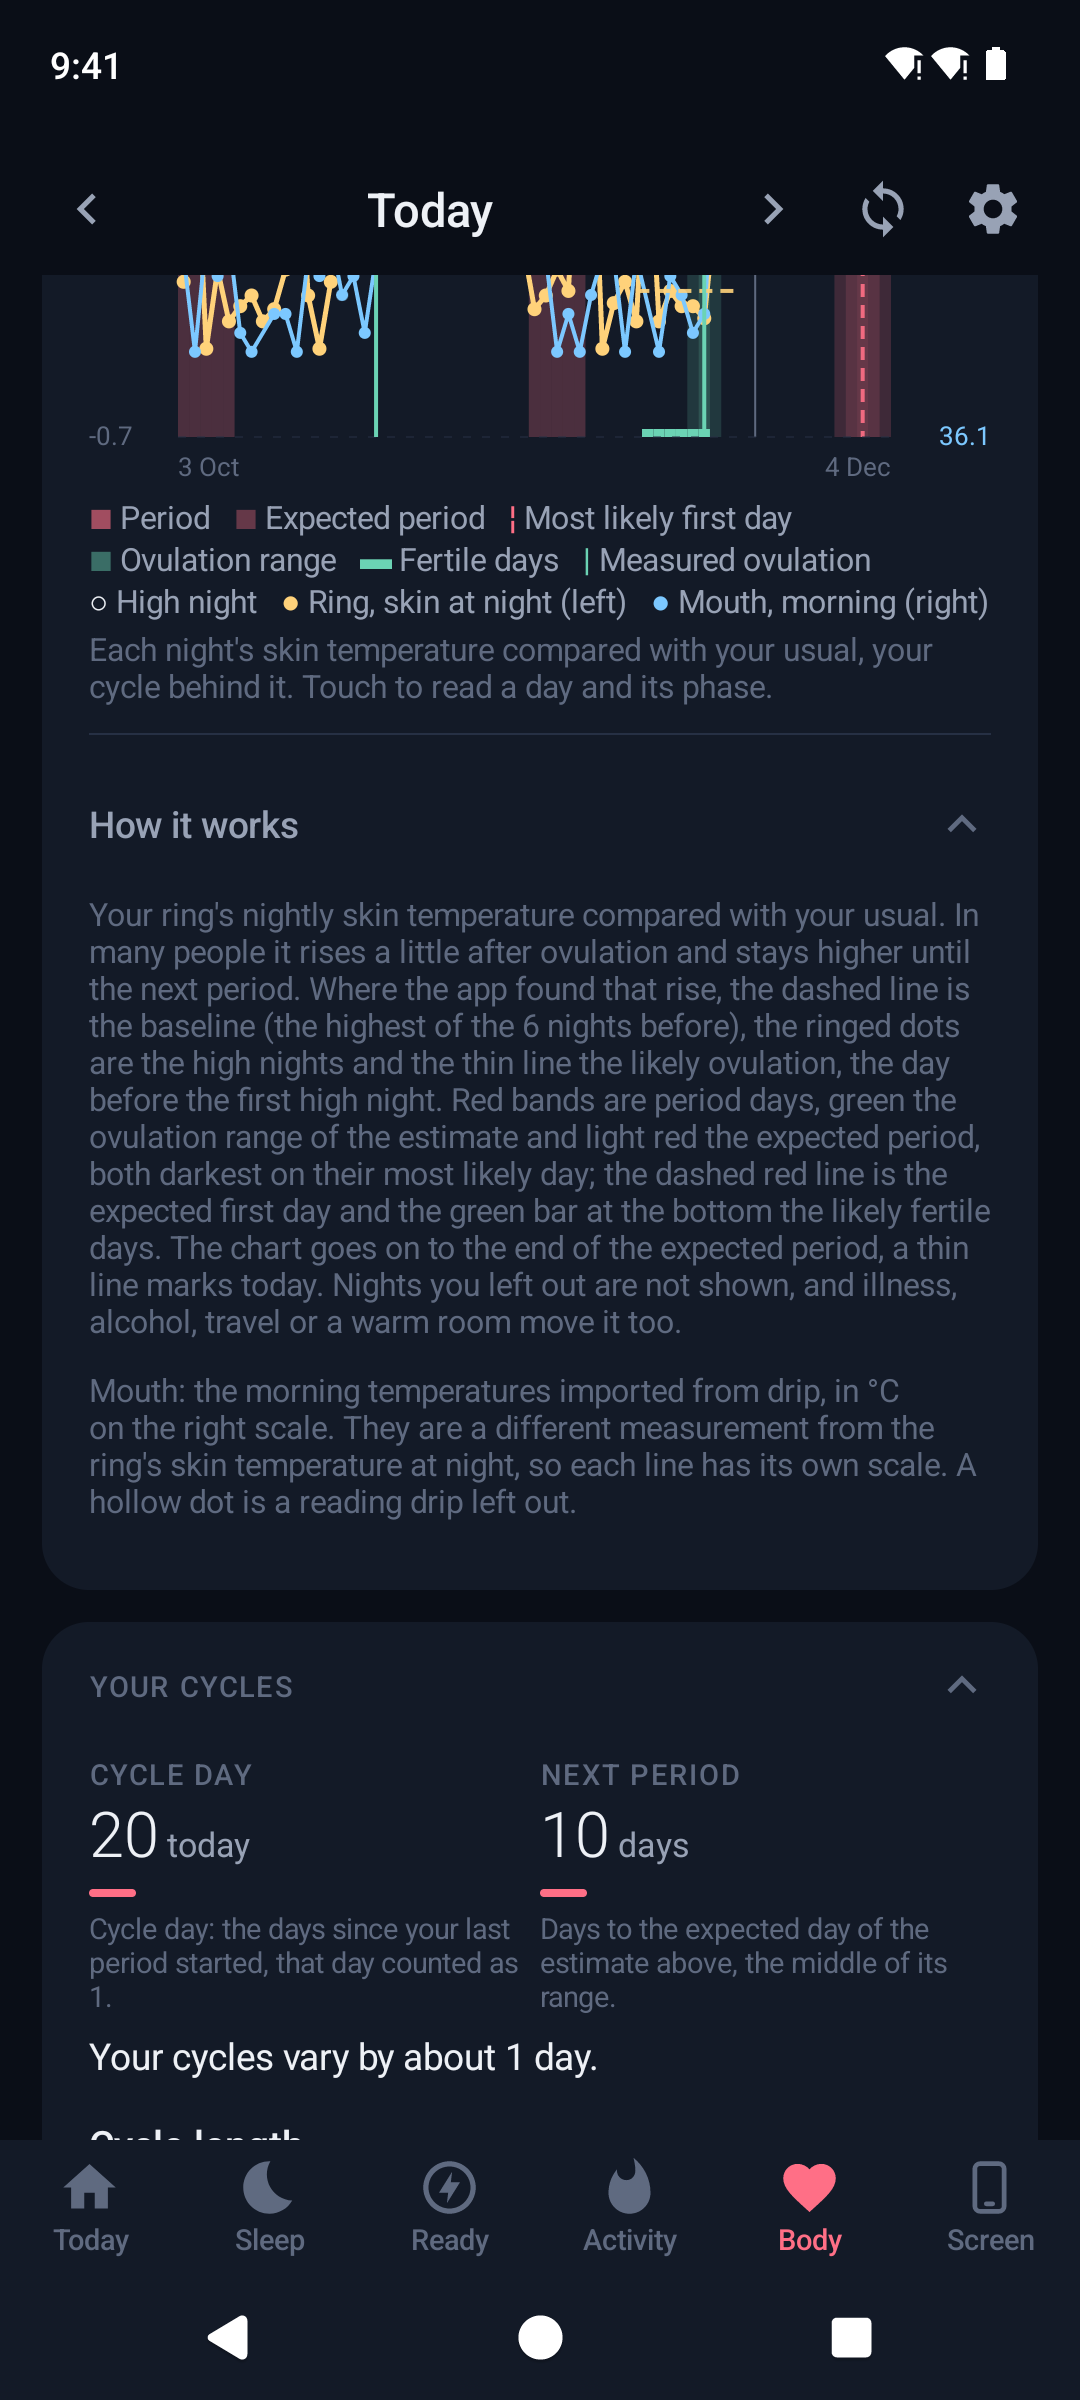 9:41
Today
-0.7
36.1
3 Oct
4 Dec
Period
Expected period
Most likely first day
Ovulation range
Fertile days
Measured ovulation
High night
Ring, skin at night (left)
Mouth, morning (right)
Each night's skin temperature compared with your usual, your
cycle behind it. Touch to read a day and its phase.
How it works
Your ring's nightly skin temperature compared with your usual. In
many people it rises a little after ovulation and stays higher until
the next period. Where the app found that rise, the dashed line is
the baseline (the highest of the 6 nights before), the ringed dots
are the high nights and the thin line the likely ovulation, the day
before the first high night. Red bands are period days, green the
ovulation range of the estimate and light red the expected period,
both darkest on their most likely day; the dashed red line is the
expected first day and the green bar at the bottom the likely fertile
days. The chart goes on to the end of the expected period, a thin
line marks today. Nights you left out are not shown, and illness,
alcohol, travel or a warm room move it too.
Mouth: the morning temperatures imported from drip, in °C
on the right scale. They are a different measurement from the
ring's skin temperature at night, so each line has its own scale. A
hollow dot is a reading drip left out.
YOUR CYCLES
CYCLE DAY
20 today
Cycle day: the days since your last
period started, that day counted as
1.
NEXT PERIOD
10 days
Days to the expected day of the
estimate above, the middle of its
range.
Your cycles vary by about 1 day.
Cycle length
Today
Sleep
Ready
Activity
Body
Screen